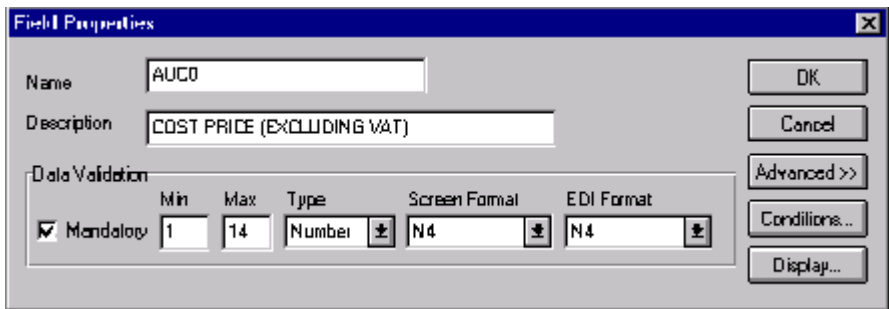 Field Properties
Name AUC0 OK
Description COST PRICE (EXCLUDING VAT) Cancel
Data Validation Advanced >>
Min Max Type Screen Format EDI Format
Mandatory 1 14 Number N4 N4 Conditions...
Display...